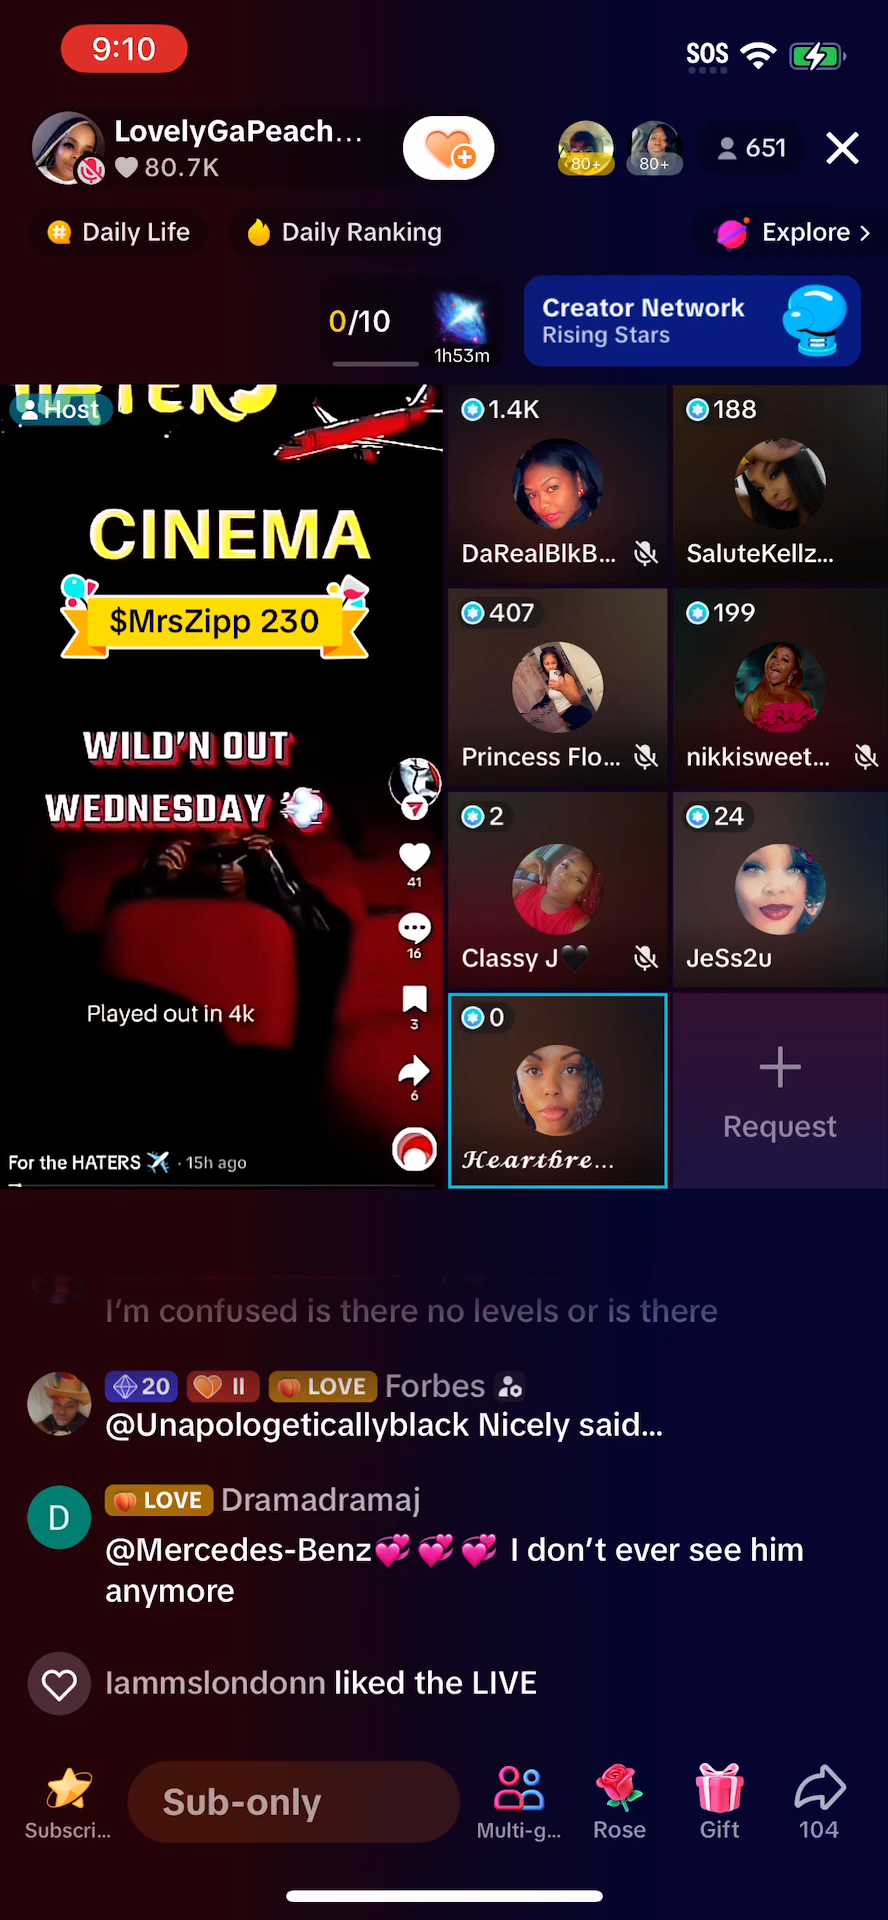 9:10
SOS
LovelyGaPeach...
80.7K
80+
80+
651
Daily Life
Daily Ranking
Explore >
0/10
1h53m
Creator Network
Rising Stars
HATERS
Host
CINEMA
$MrsZipp 230
WILD'N OUT
WEDNESDAY
41
16
3
6
Played out in 4k
For the HATERS · 15h ago
1.4K
DaRealBlkB...
188
SaluteKellz...
407
Princess Flo...
199
nikkisweet...
2
Classy J🖤
24
JeSs2u
0
𝓗𝓮𝓪𝓻𝓽𝓫𝓻𝓮...
Request
I'm confused is there no levels or is there
20 II LOVE Forbes
@Unapologeticallyblack Nicely said...
D
LOVE Dramadramaj
@Mercedes-Benz💞💞💞 I don't ever see him
anymore
Iammslondonn liked the LIVE
Subscri...
Sub-only
Multi-g...
Rose
Gift
104